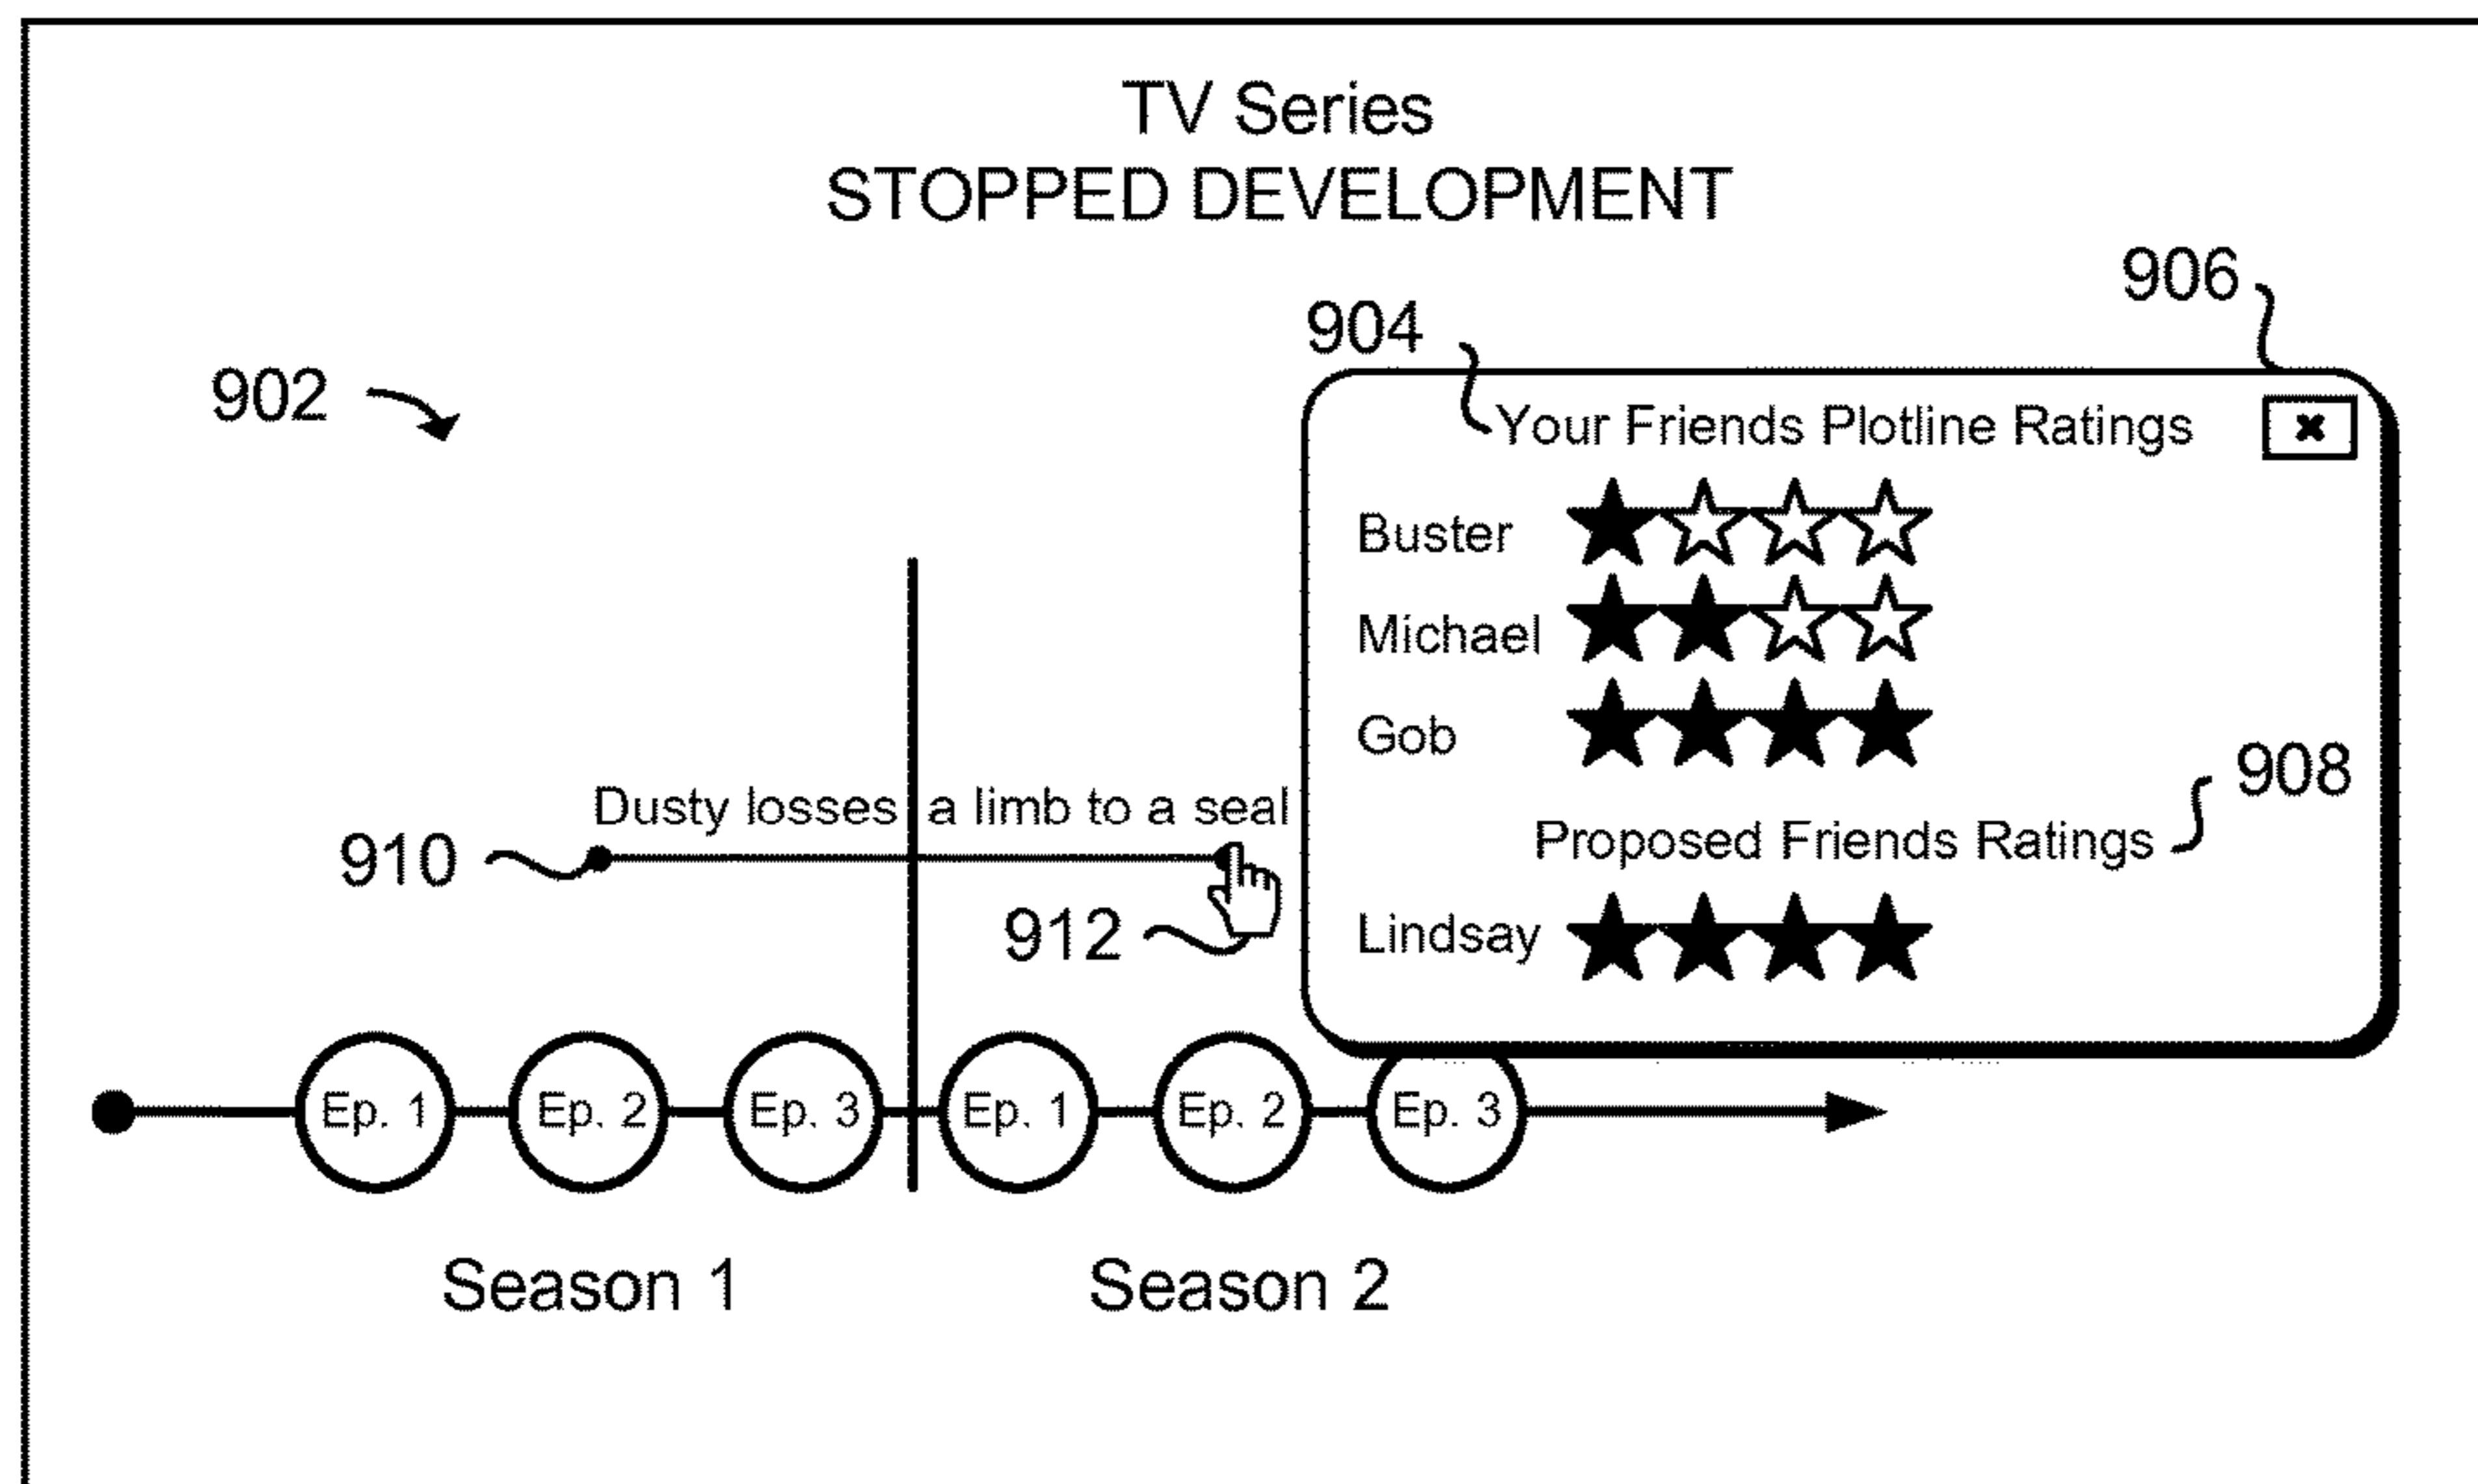 TV Series
STOPPED DEVELOPMENT
906
904
902
Your Friends Plotline Ratings
Buster
Michael
Gob
908
Dusty losses a limb to a seal
Proposed Friends Ratings
910
912
Lindsay
Ep. 1 Ep. 2 Ep. 3 Ep. 1 Ep. 2 Ep. 3
Season 1 Season 2